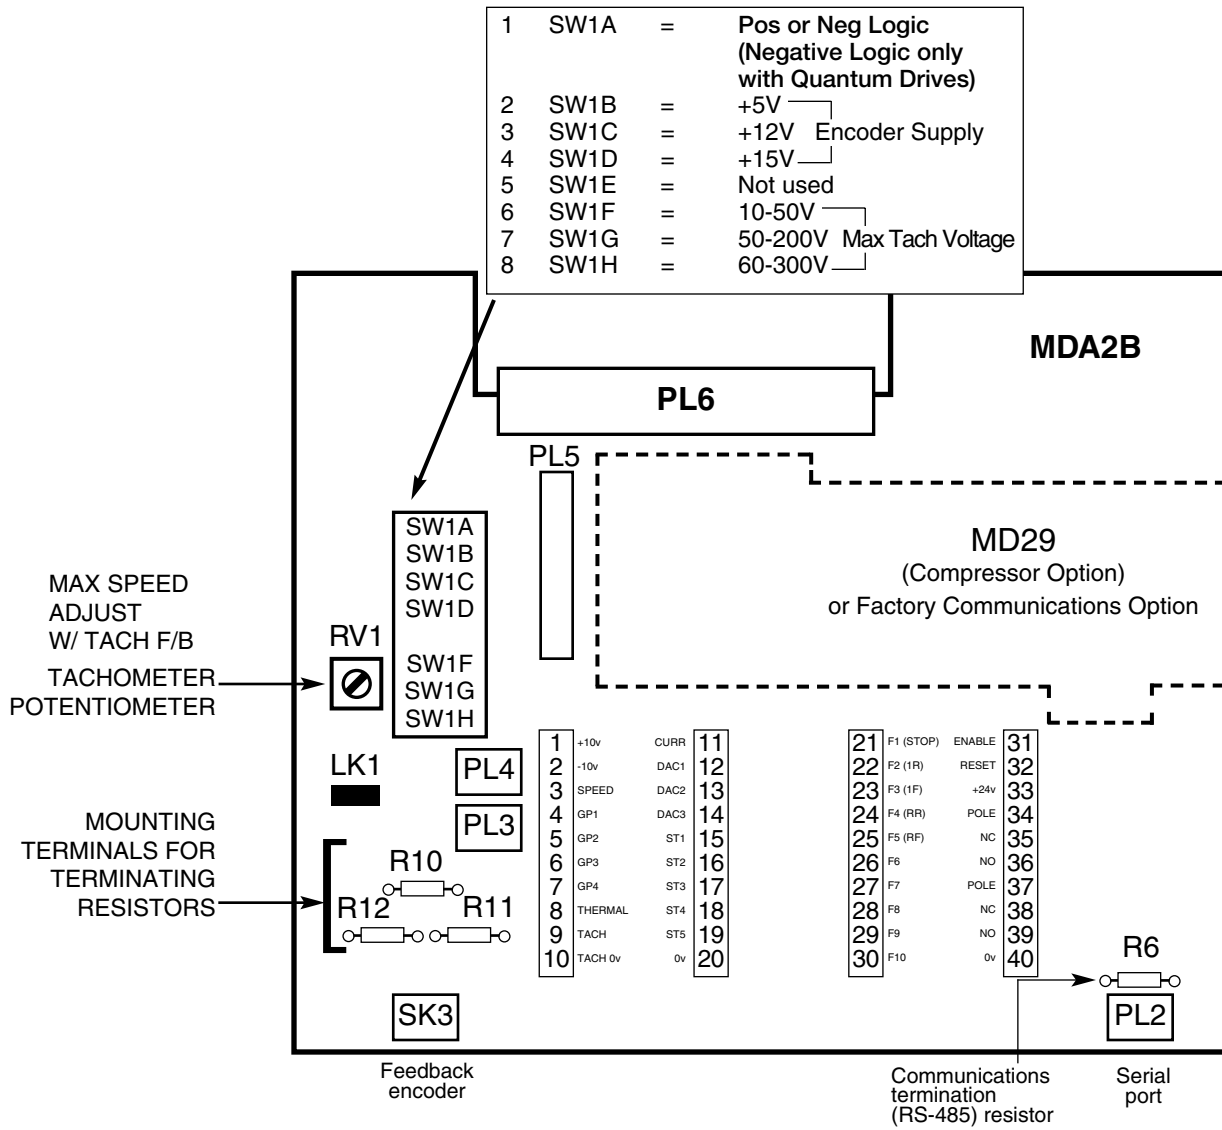 1 SW1A = Pos or Neg Logic
(Negative Logic only
with Quantum Drives)
2 SW1B = +5V
3 SW1C = +12V Encoder Supply
4 SW1D = +15V
5 SW1E = Not used
6 SW1F = 10-50V
7 SW1G = 50-200V Max Tach Voltage
8 SW1H = 60-300V
MDA2B
PL6
PL5
SW1A
SW1B
SW1C
SW1D
SW1F
SW1G
SW1H
MD29
(Compressor Option)
or Factory Communications Option
MAX SPEED
ADJUST
W/ TACH F/B
RV1
TACHOMETER
POTENTIOMETER
LK1
PL4
PL3
MOUNTING
TERMINALS FOR
TERMINATING
RESISTORS
R10
R12
R11
1 +10v CURR 11
2 -10v DAC1 12
3 SPEED DAC2 13
4 GP1 DAC3 14
5 GP2 ST1 15
6 GP3 ST2 16
7 GP4 ST3 17
8 THERMAL ST4 18
9 TACH ST5 19
10 TACH 0v 0v 20
21 F1 (STOP) ENABLE 31
22 F2 (1R) RESET 32
23 F3 (1F) +24v 33
24 F4 (RR) POLE 34
25 F5 (RF) NC 35
26 F6 NO 36
27 F7 POLE 37
28 F8 NC 38
29 F9 NO 39
30 F10 0v 40
R6
PL2
SK3
Feedback
encoder
Communications
termination
(RS-485) resistor
Serial
port